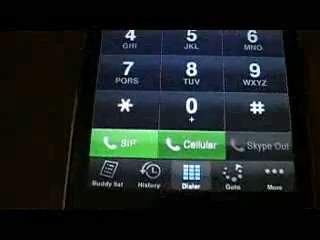 4 5 6
GHI JKL MNO
7 8 9
PQRS TUV WXYZ
* 0 #
+
SIP Cellular Skype Out
Buddy List History Dialer Goto More